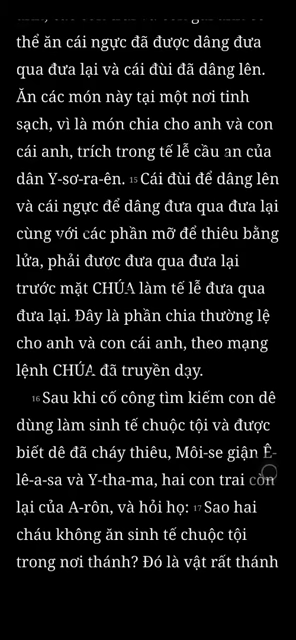 thể ăn cái ngực đã được dâng đưa
qua đưa lại và cái đùi đã dâng lên.
Ăn các món này tại một nơi tinh
sạch, vì là món chia cho anh và con
cái anh, trích trong tế lễ cầu an của
dân Y-sơ-ra-ên. 15 Cái đùi để dâng lên
và cái ngực để dâng đưa qua đưa lại
cùng với các phần mỡ để thiêu bằng
lửa, phải được đưa qua đưa lại
trước mặt CHÚA làm tế lễ đưa qua
đưa lại. Đây là phần chia thường lệ
cho anh và con cái anh, theo mạng
lệnh CHÚA đã truyền dạy.
16 Sau khi cố công tìm kiếm con dê
dùng làm sinh tế chuộc tội và được
biết dê đã cháy thiêu, Môi-se giận Ê-
lê-a-sa và Y-tha-ma, hai con trai còn
lại của A-rôn, và hỏi họ: 17 Sao hai
cháu không ăn sinh tế chuộc tội
trong nơi thánh? Đó là vật rất thánh